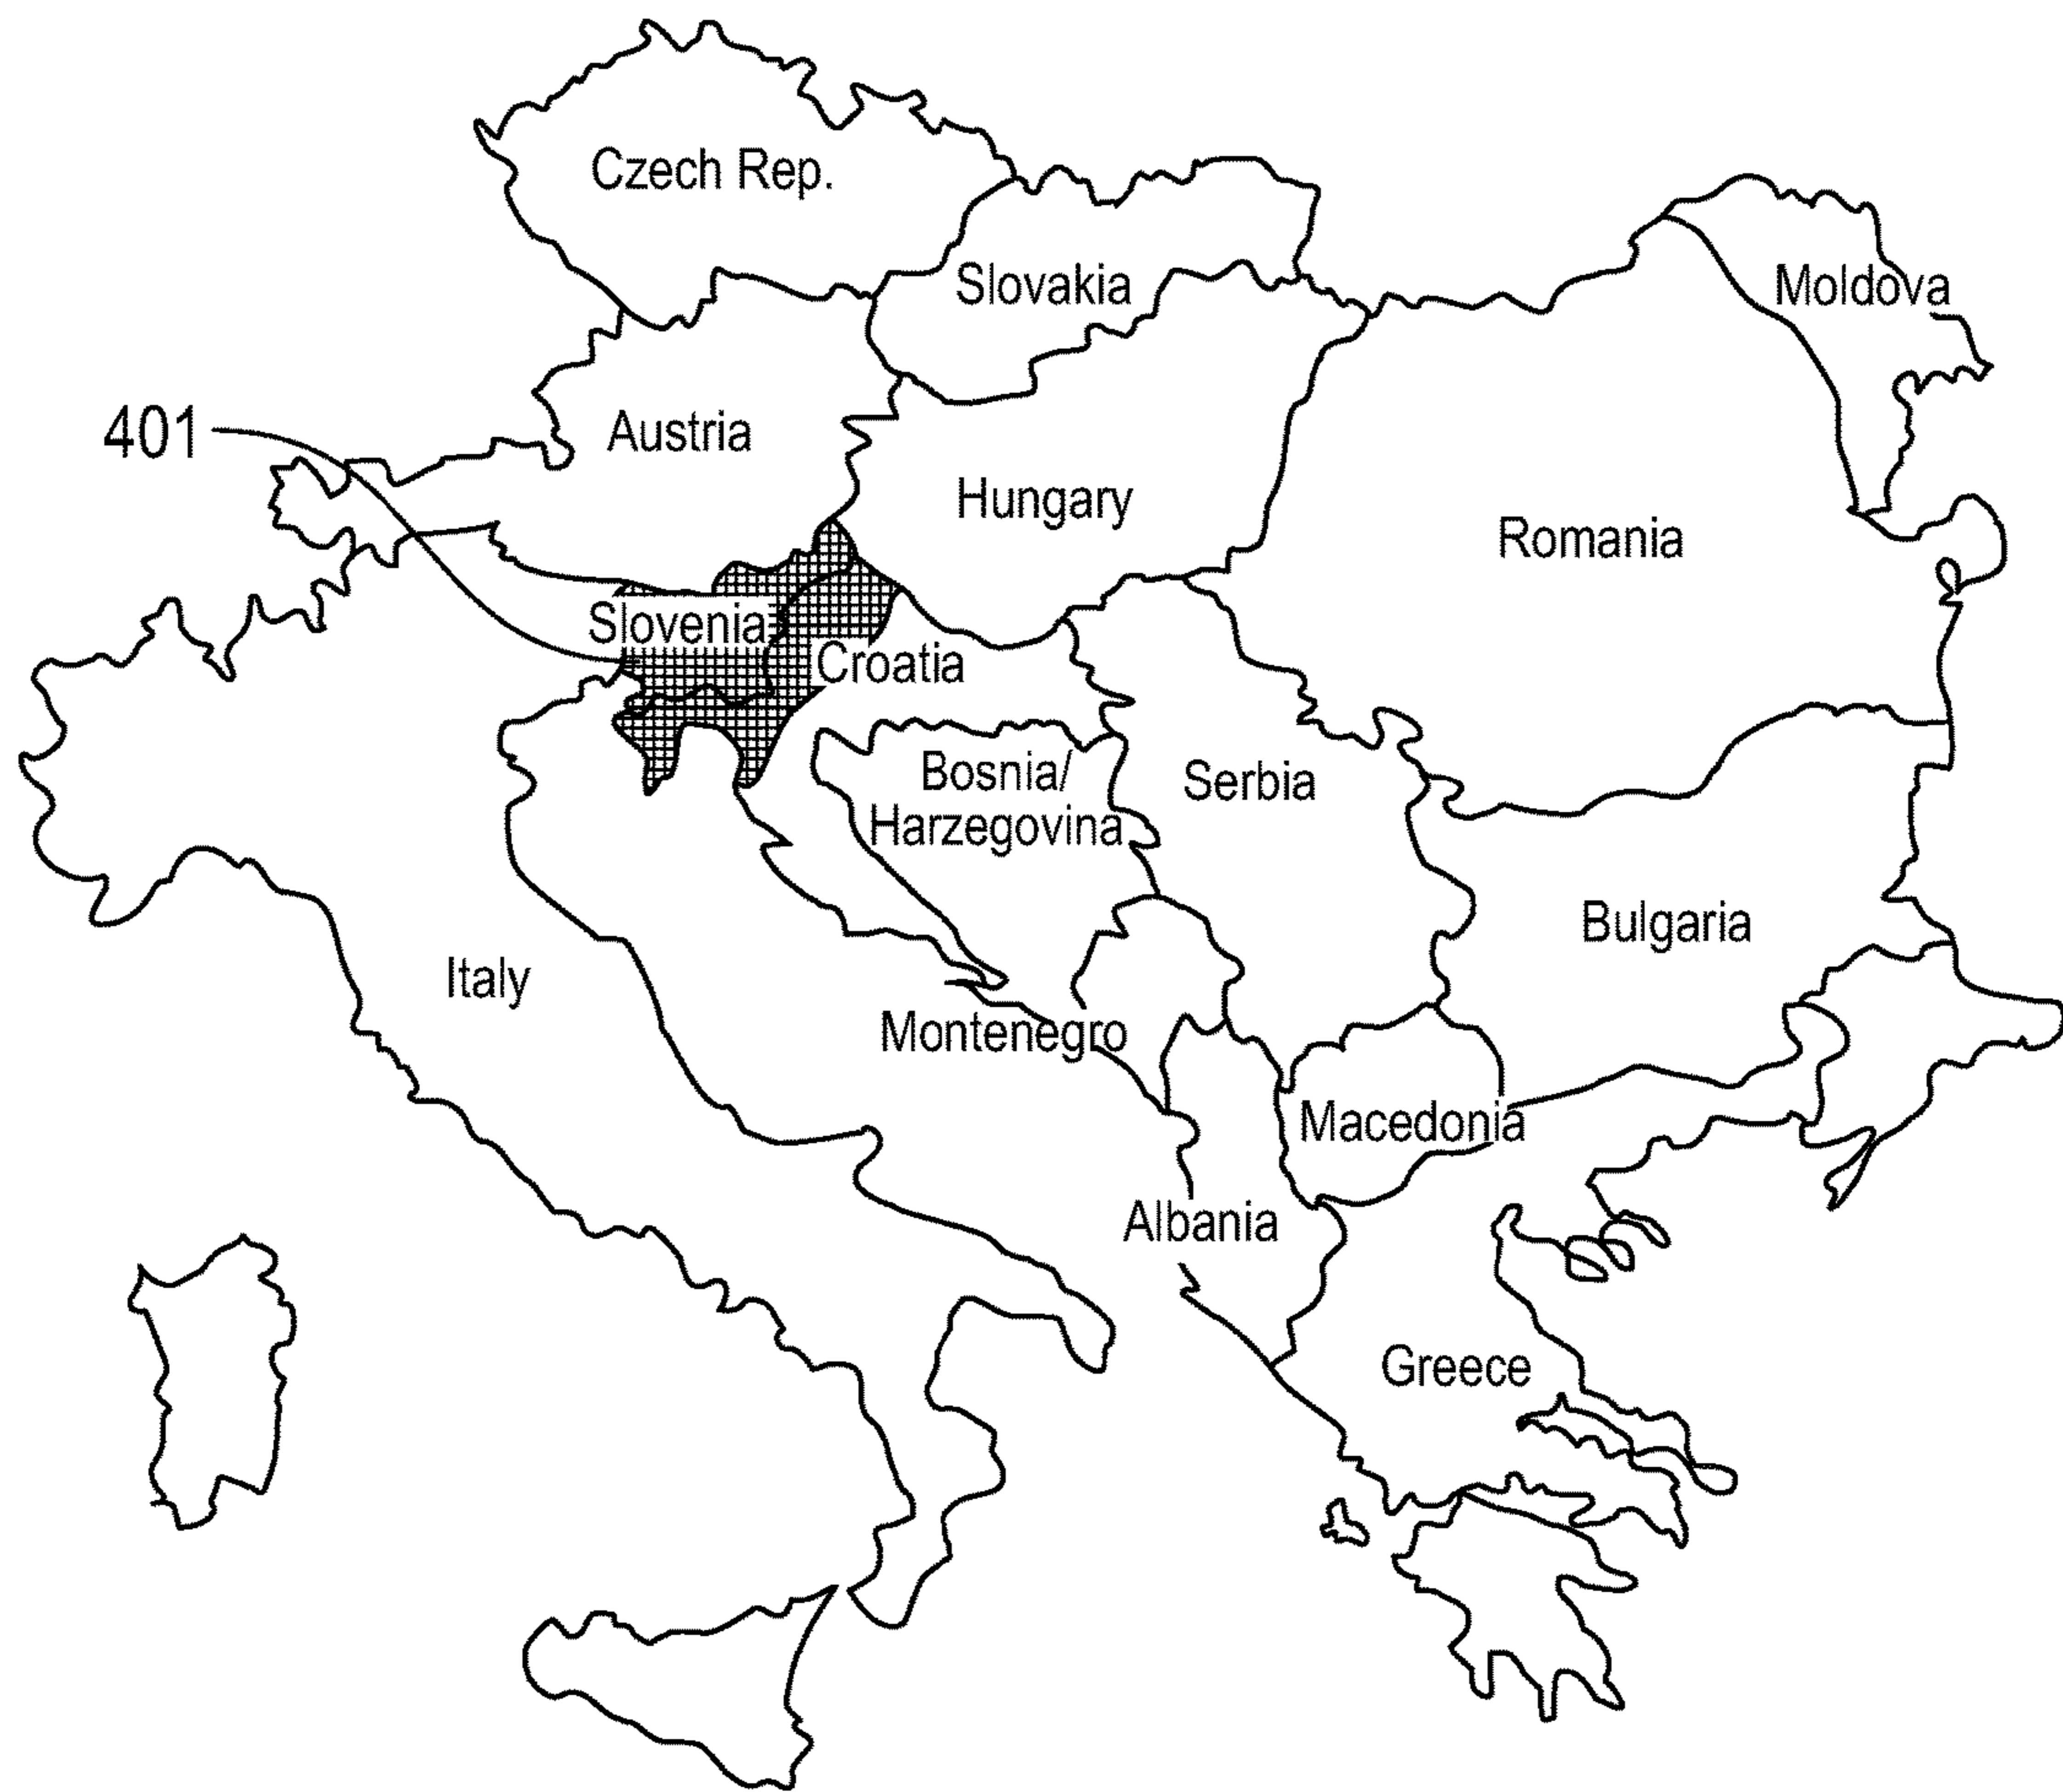 Czech Rep.
Slovakia
Moldova
401
Austria
Hungary
Romania
Slovenia
Croatia
Bosnia/
Harzegovina
Serbia
Bulgaria
Italy
Montenegro
Macedonia
Albania
Greece